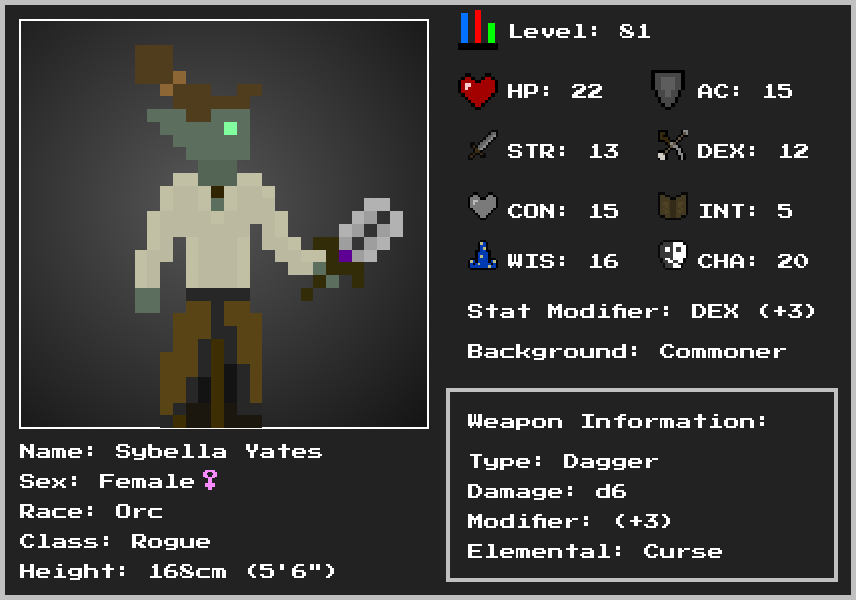 Level: 81
HP: 22
AC: 15
STR: 13
DEX: 12
CON: 15
INT: 5
WIS: 16
CHA: 20
Stat Modifier: DEX (+3)
Background: Commoner
Weapon Information:
Type: Dagger
Damage: d6
Modifier: (+3)
Elemental: Curse
Name: Sybella Yates
Sex: Female♀
Race: Orc
Class: Rogue
Height: 168cm (5'6")